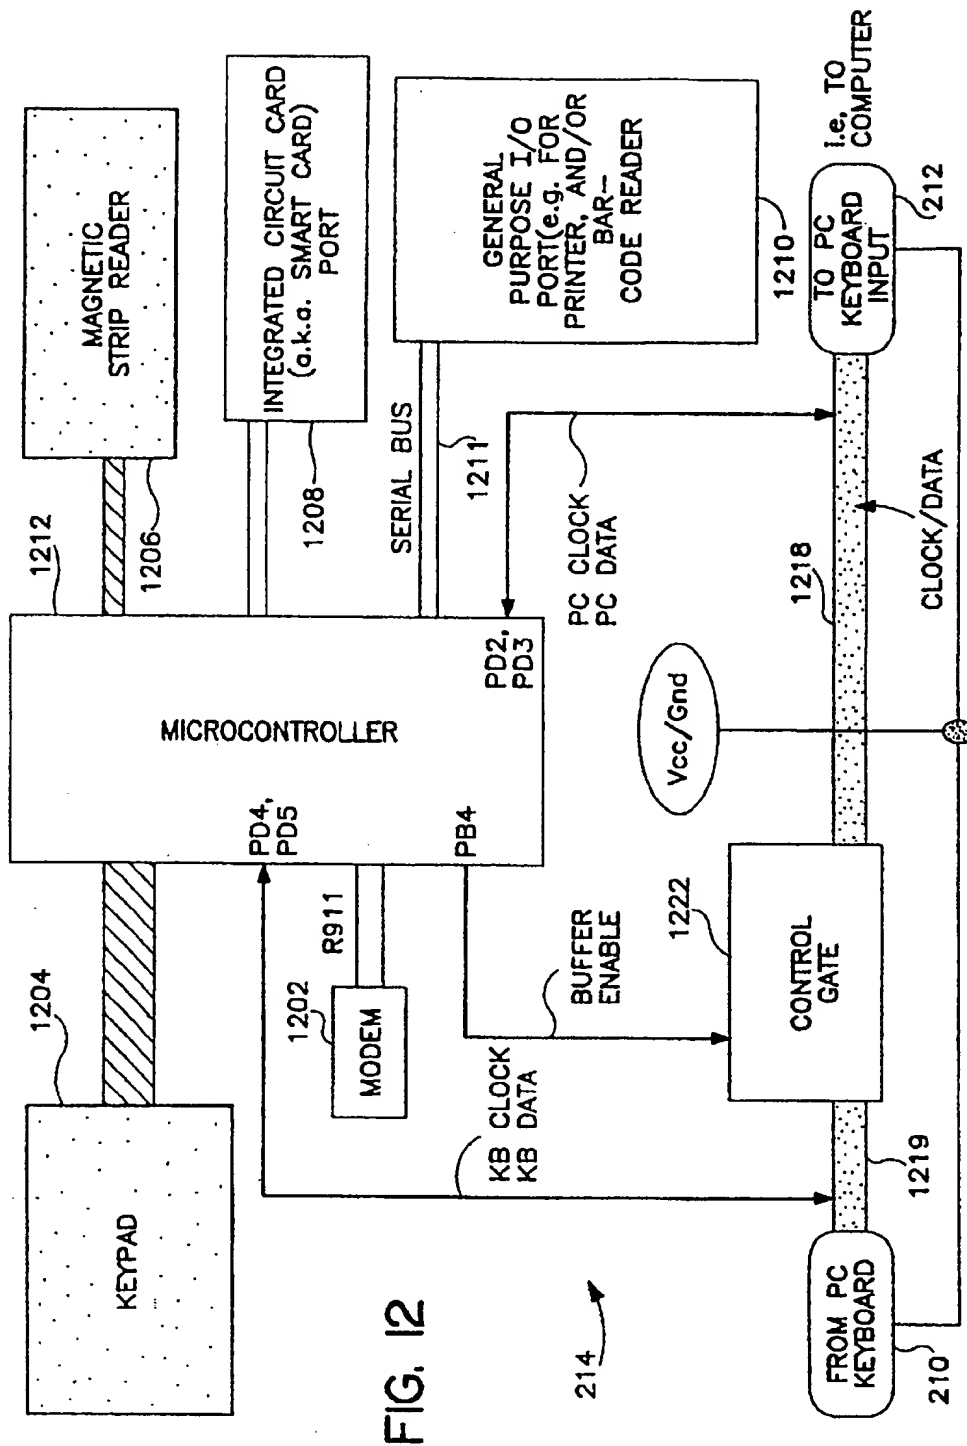 1204
KEYPAD
1212
MICROCONTROLLER
MAGNETIC
STRIP READER
1206
INTEGRATED CIRCUIT CARD
(a.k.a. SMART CARD)
PORT
1208
GENERAL
PURPOSE I/O
PORT(e.g. FOR
PRINTER, AND/OR
BAR-
CODE READER
1210
SERIAL BUS
1211
PD4,
PD5
PB4
PD2,
PD3
R911
1202
MODEM
KB CLOCK
KB DATA
BUFFER
ENABLE
PC CLOCK
PC DATA
Vcc/Gnd
1222
CONTROL
GATE
1218
CLOCK/DATA
1219
FROM PC
KEYBOARD
210
TO PC
KEYBOARD
INPUT
212
i.e. TO
COMPUTER
214
FIG. 12